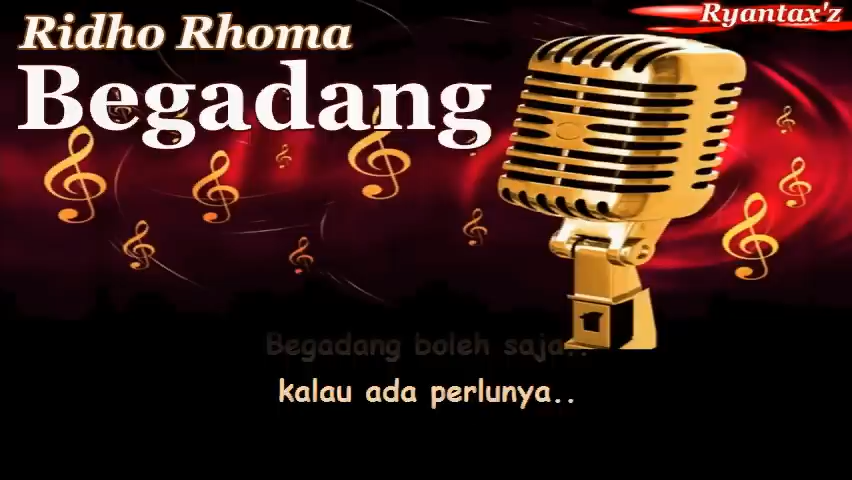 Ridho Rhoma
Ryantax'z
Begadang
Begadang boleh saja..
kalau ada perlunya..